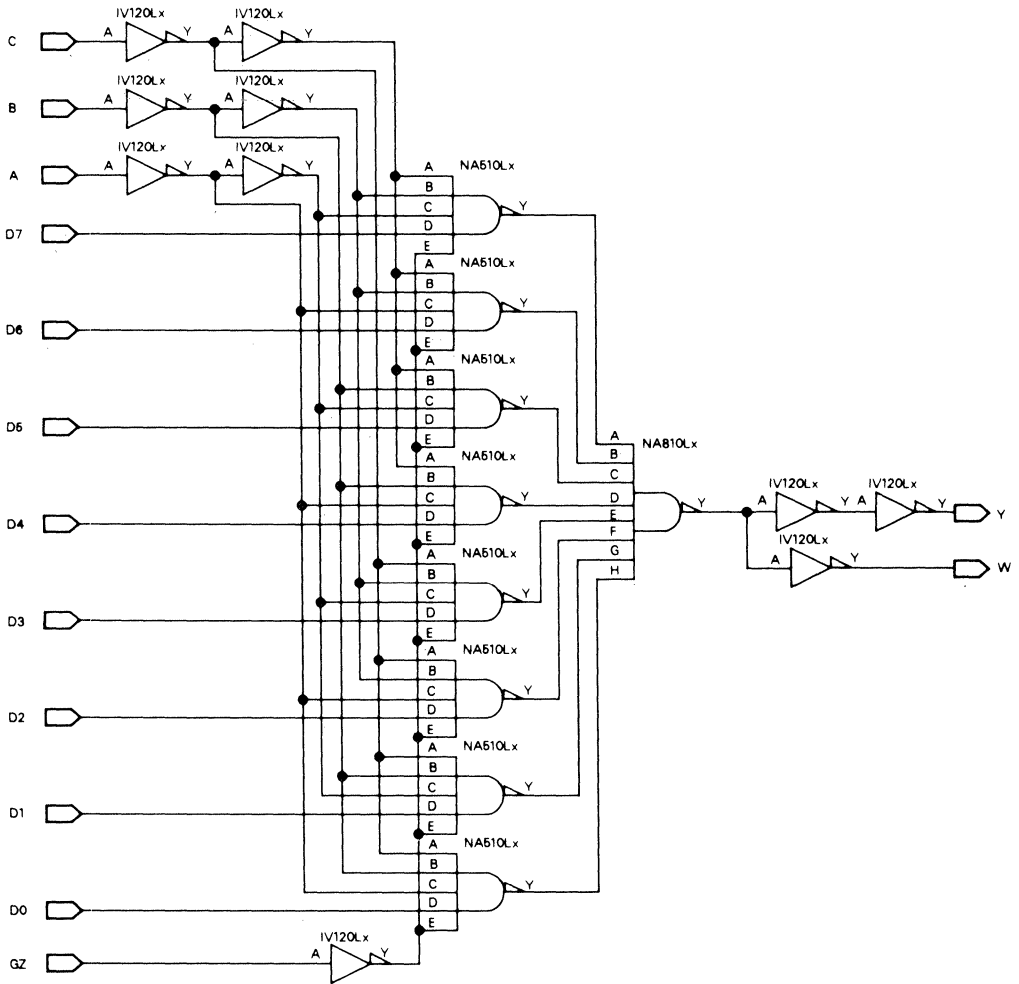 IV120Lx IV120Lx
C A Y A Y
IV120Lx IV120Lx
B A Y A Y
IV120Lx IV120Lx
A A Y A Y
A NA510Lx
B
C Y
D7 D
E
A NA510Lx
B
C Y
D6 D
E
A NA510Lx
B
C Y
D5 D
E
A NA510Lx
B
C Y
D4 D
E
A NA510Lx
B
C Y
D3 D
E
A NA510Lx
B
C Y
D2 D
E
A NA510Lx
B
C Y
D1 D
E
A NA510Lx
B
C Y
D0 D
E
IV120Lx
GZ A Y
A NA810Lx
B
C
D
E Y
F
G
H
IV120Lx IV120Lx
A Y A Y Y
IV120Lx
A Y W